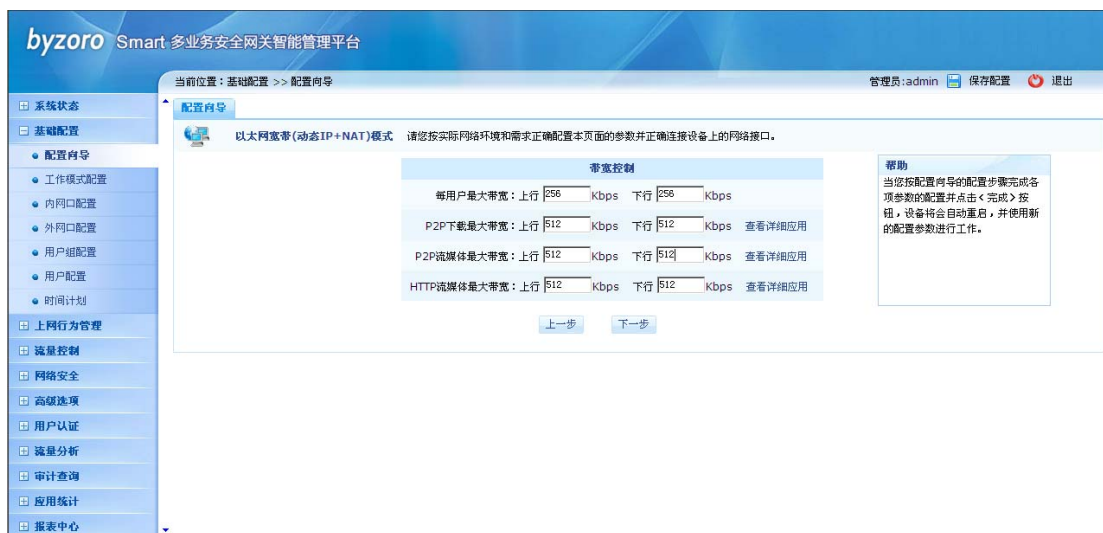 byzoro Smart 多业务安全网关智能管理平台
当前位置：基础配置 >> 配置向导
管理员:admin 保存配置 退出
系统状态
基础配置
配置向导
工作模式配置
内网口配置
外网口配置
用户组配置
用户配置
时间计划
上网行为管理
流量控制
网络安全
高级选项
用户认证
流量分析
审计查询
应用统计
报表中心
配置向导
以太网宽带(动态IP+NAT)模式 请您按实际网络环境和需求正确配置本页面的参数并正确连接设备上的网络接口。
带宽控制
每用户最大带宽：上行 256 Kbps 下行 256 Kbps
P2P下载最大带宽：上行 512 Kbps 下行 512 Kbps 查看详细应用
P2P流媒体最大带宽：上行 512 Kbps 下行 512 Kbps 查看详细应用
HTTP流媒体最大带宽：上行 512 Kbps 下行 512 Kbps 查看详细应用
上一步 下一步
帮助
当您按配置向导的配置步骤完成各
项参数的配置并点击<完成>按
钮，设备将会自动重启，并使用新
的配置参数进行工作。